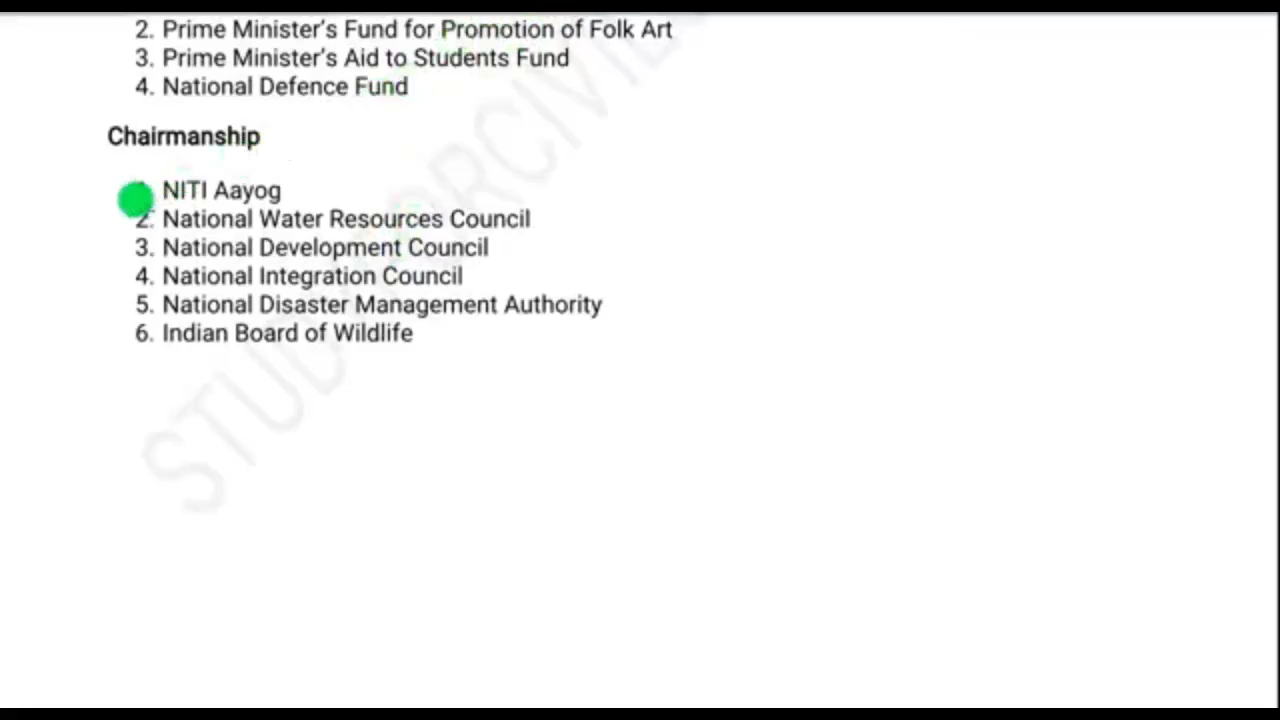 2. Prime Minister's Fund for Promotion of Folk Art
3. Prime Minister's Aid to Students Fund
4. National Defence Fund
Chairmanship
NITI Aayog
2. National Water Resources Council
3. National Development Council
4. National Integration Council
5. National Disaster Management Authority
6. Indian Board of Wildlife